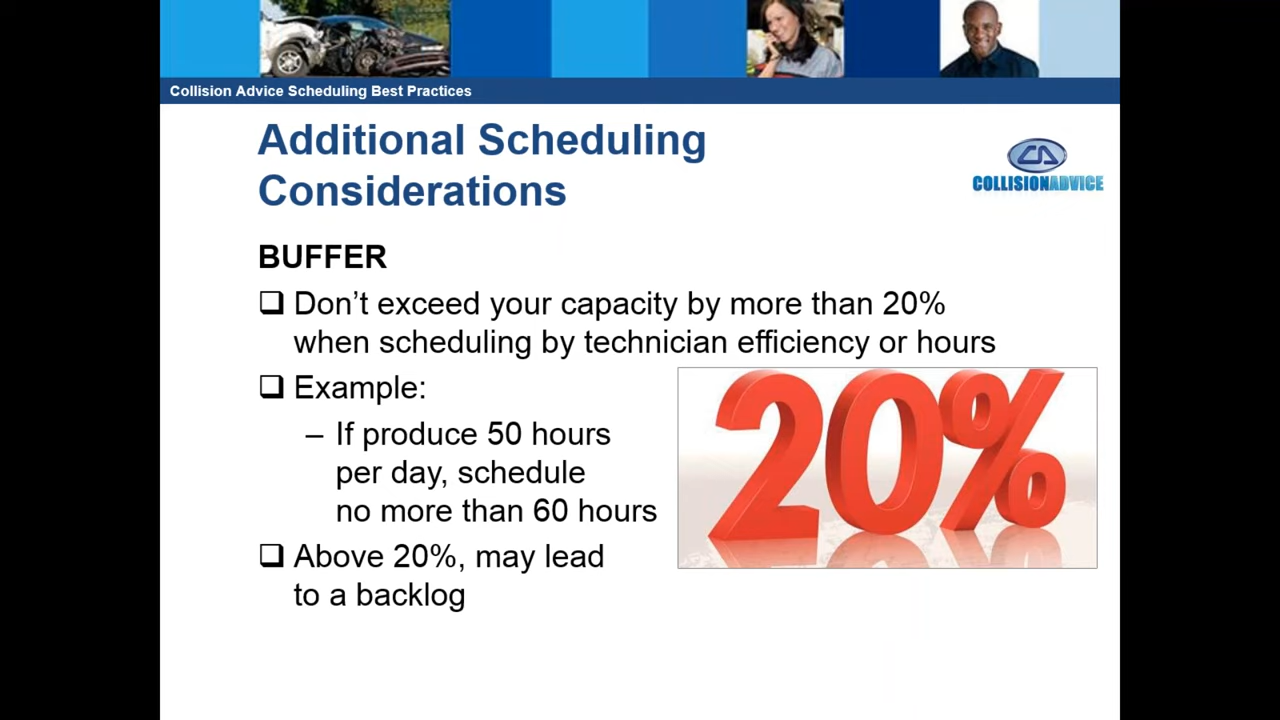 Collision Advice Scheduling Best Practices
Additional Scheduling
Considerations
COLLISIONADVICE
BUFFER
❑ Don’t exceed your capacity by more than 20%
when scheduling by technician efficiency or hours
❑ Example:
– If produce 50 hours
per day, schedule
no more than 60 hours
20%
❑ Above 20%, may lead
to a backlog